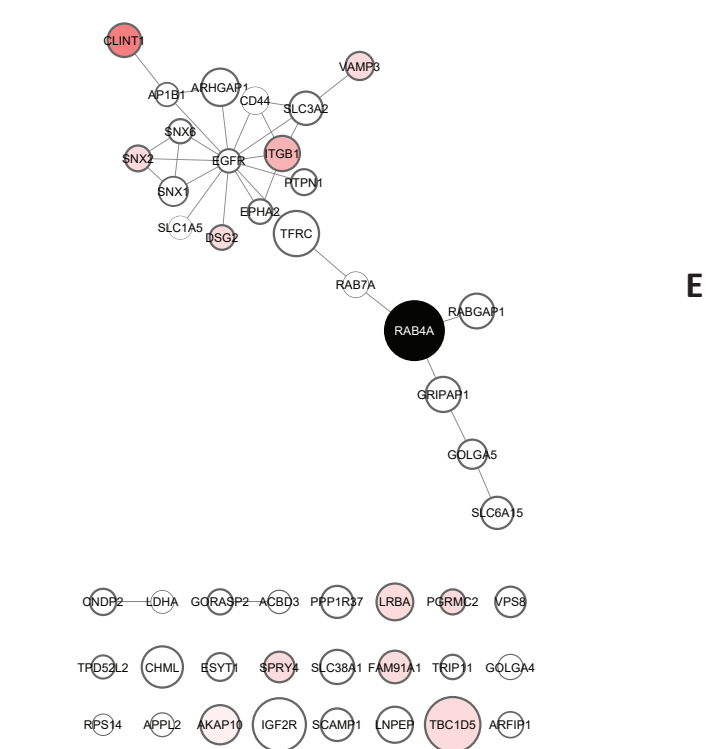 CLINT1
VAMP3
ARHGAP1
AP1B1
CD44
SLC3A2
SNX6
ITGB1
SNX2
EGFR
PTPN1
SNX1
EPHA2
SLC1A5
DSG2
TFRC
RAB7A
E
RABGAP1
RAB4A
GRIPAP1
GOLGA5
SLC6A15
CNDP2 LDHA GORASP2 ACBD3 PPP1R37 LRBA PGRMC2 VPS8
TPD52L2 CHML ESYT1 SPRY4 SLC38A1 FAM91A1 TRIP11 GOLGA4
RPS14 APPL2 AKAP10 IGF2R SCAMP1 LNPEP TBC1D5 ARFIP1